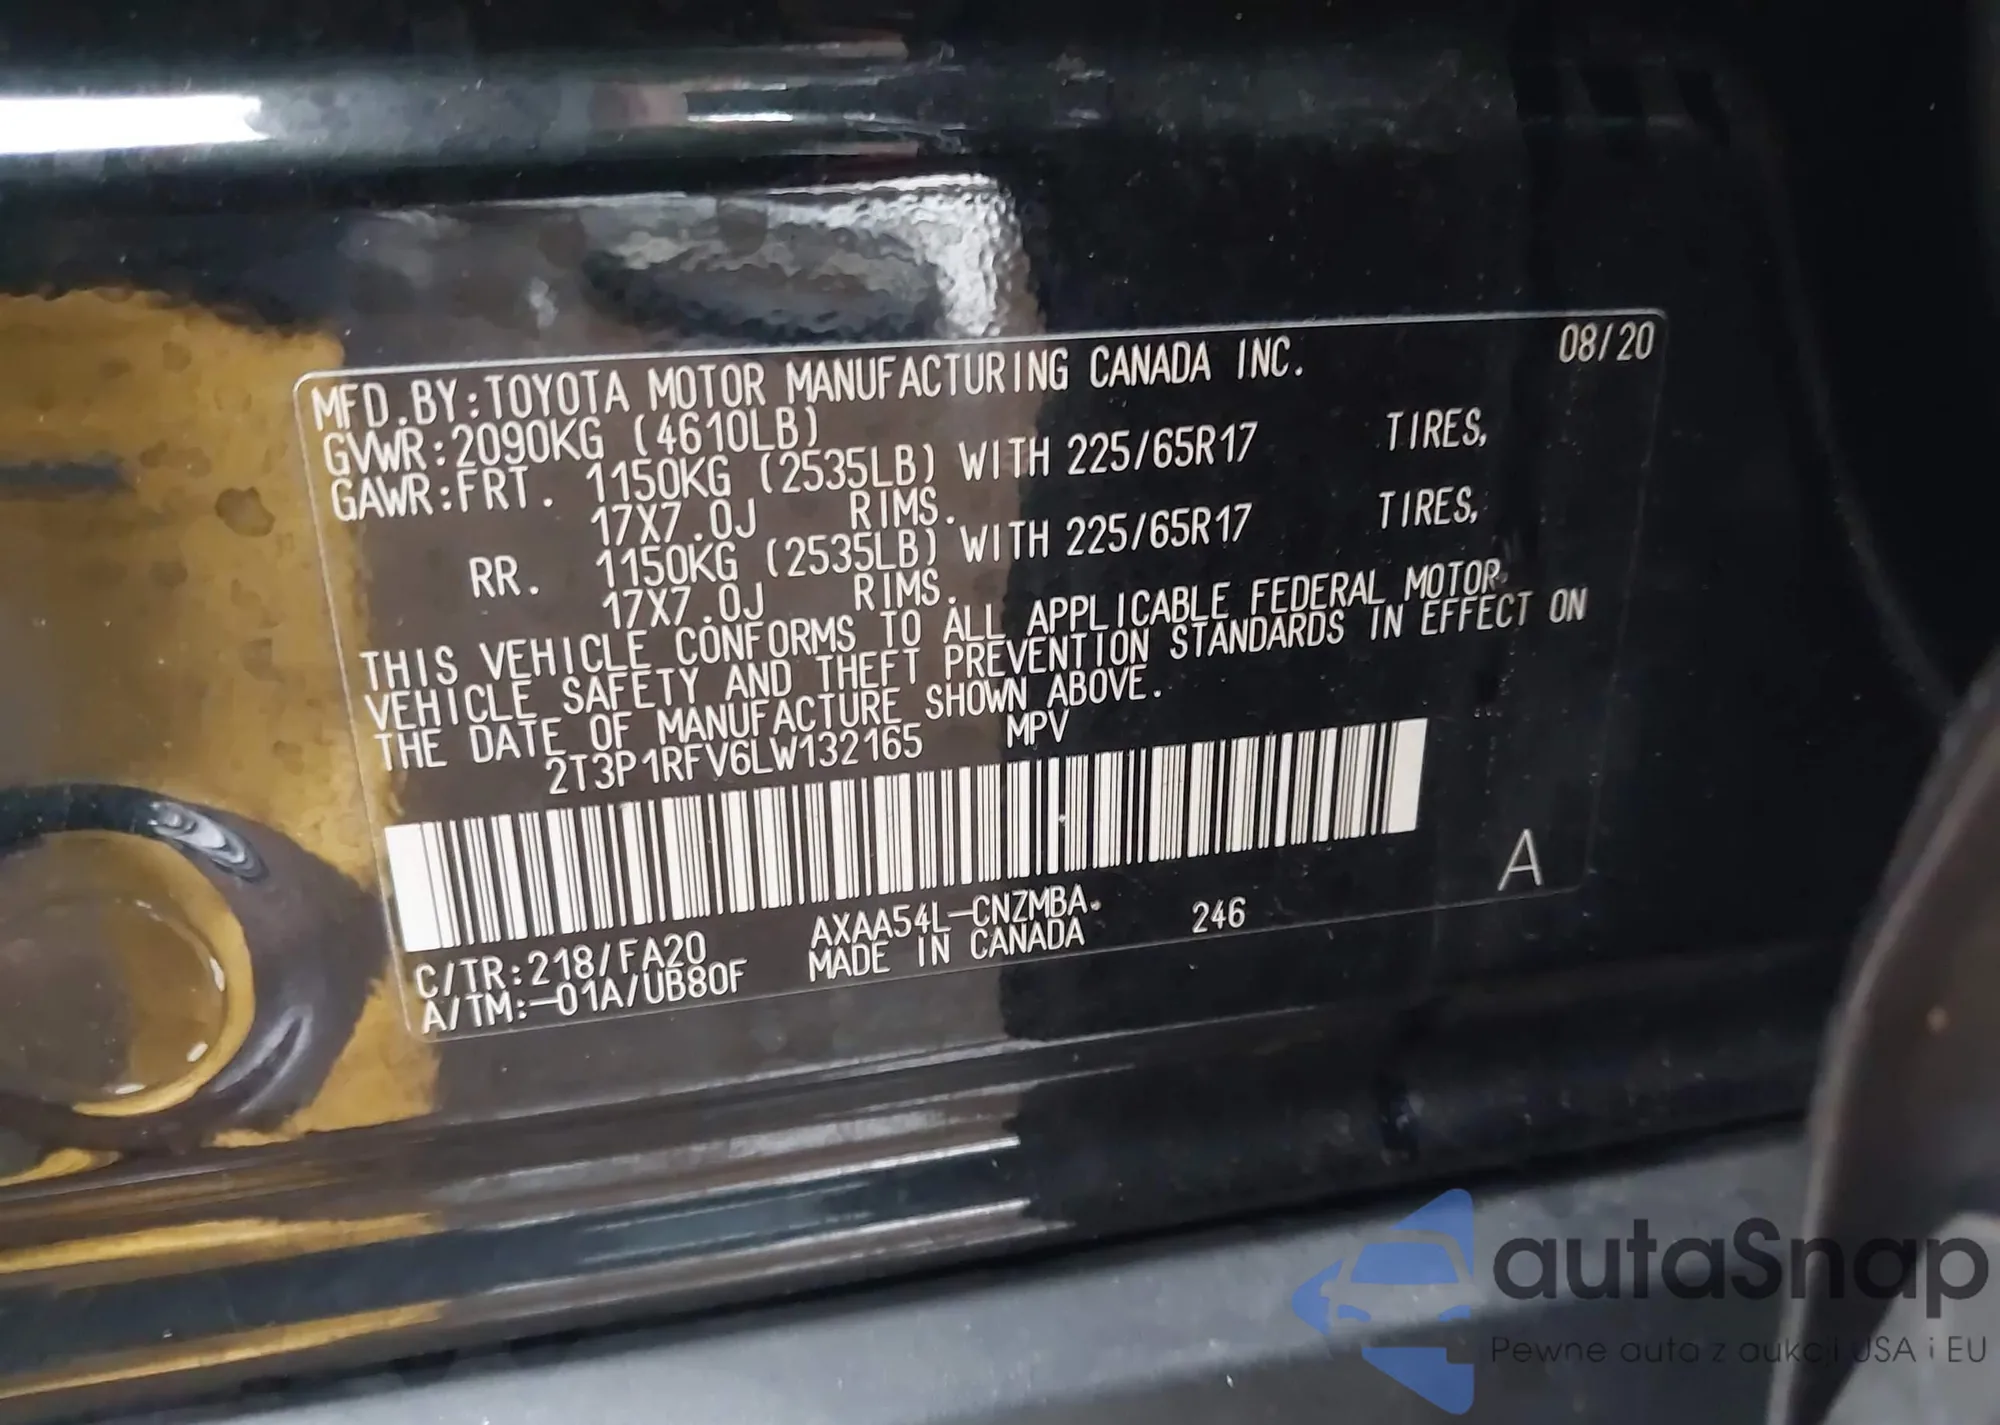 08/20
MFD.BY:TOYOTA MOTOR MANUFACTURING CANADA INC.
GVWR:2090KG (4610LB)
GAWR:FRT. 1150KG (2535LB) WITH 225/65R17 TIRES,
17X7.0J RIMS.
RR. 1150KG (2535LB) WITH 225/65R17 TIRES,
17X7.0J RIMS.
THIS VEHICLE CONFORMS TO ALL APPLICABLE FEDERAL MOTOR
VEHICLE SAFETY AND THEFT PREVENTION STANDARDS IN EFFECT ON
THE DATE OF MANUFACTURE SHOWN ABOVE.
2T3P1RFV6LW132165 MPV
A
C/TR:218/FA20 AXAA54L-CNZMBA 246
A/TM:-01A/UB80F MADE IN CANADA
autaSnap
Pewne auta z aukcji USA i EU